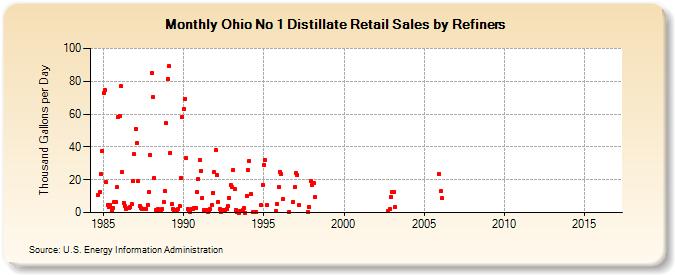 Monthly Ohio No 1 Distillate Retail Sales by Refiners
Thousand Gallons per Day
100
80
60
40
20
0
1985 1990 1995 2000 2005 2010 2015
Source: U.S. Energy Information Administration